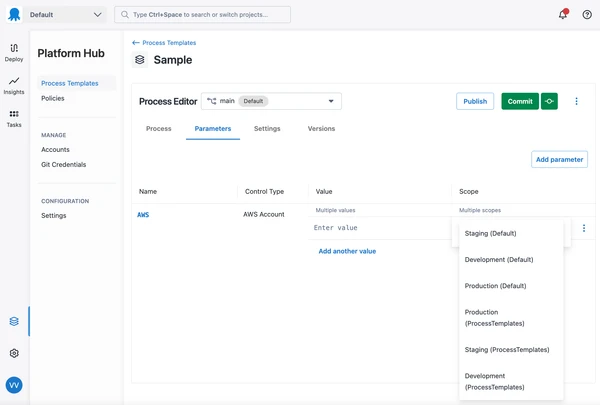 Default
Type Ctrl+Space to search or switch projects...
Deploy
Insights
Tasks
VV
Platform Hub
Process Templates
Policies
MANAGE
Accounts
Git Credentials
CONFIGURATION
Settings
← Process Templates
Sample
Process Editor
main Default
Publish
Commit
Process
Parameters
Settings
Versions
Add parameter
Name
Control Type
Value
Scope
AWS
AWS Account
Multiple values
Multiple scopes
Enter value
Add another value
Staging (Default)
Development (Default)
Production (Default)
Production
(ProcessTemplates)
Staging (ProcessTemplates)
Development
(ProcessTemplates)